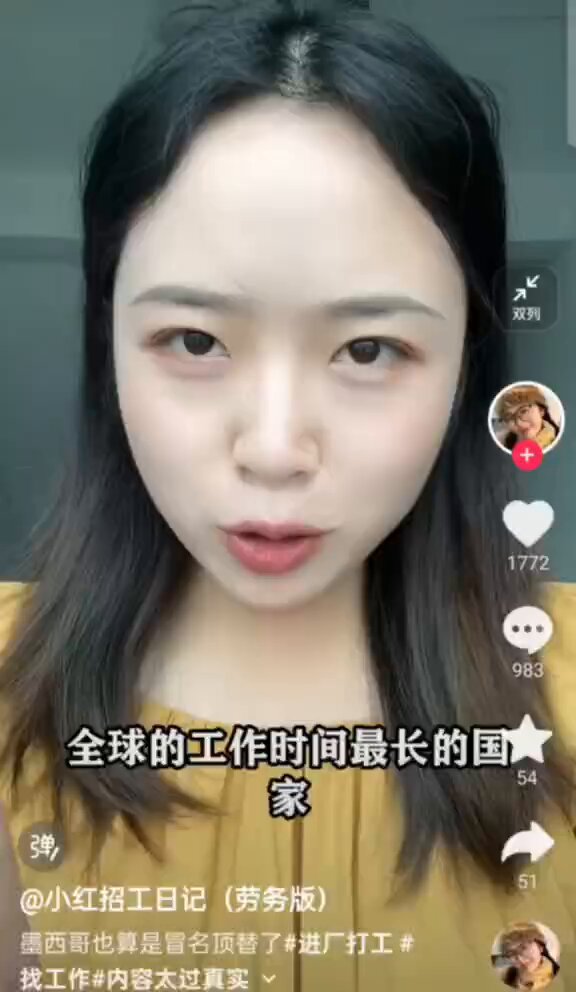 双列
1772
983
全球的工作时间最长的国
家
54
弹
51
@小红招工日记（劳务版）
墨西哥也算是冒名顶替了#进厂打工 #
找工作#内容太过真实